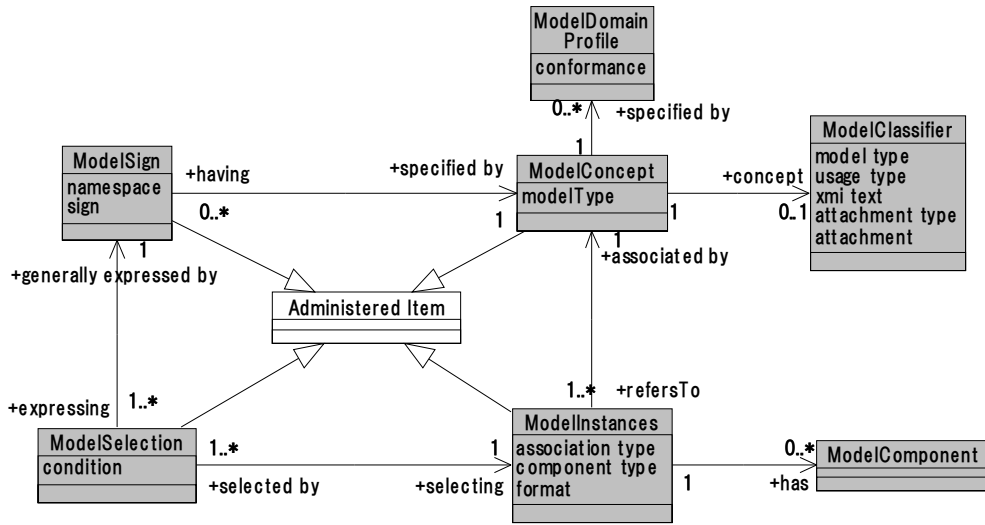 ModelDomain
Profile
conformance
0..*
+specified by
1
ModelClassifier
model type
usage type
xmi text
attachment type
attachment
ModelSign
namespace
sign
+having
0..*
+specified by
1
ModelConcept
modelType
+concept
1
0..1
1
+generally expressed by
1
+associated by
Administered Item
+expressing
1..*
1..*
+refersTo
ModelSelection
condition
1..*
+selected by
1
+selecting
ModelInstances
association type
component type
format
1
0..*
+has
ModelComponent